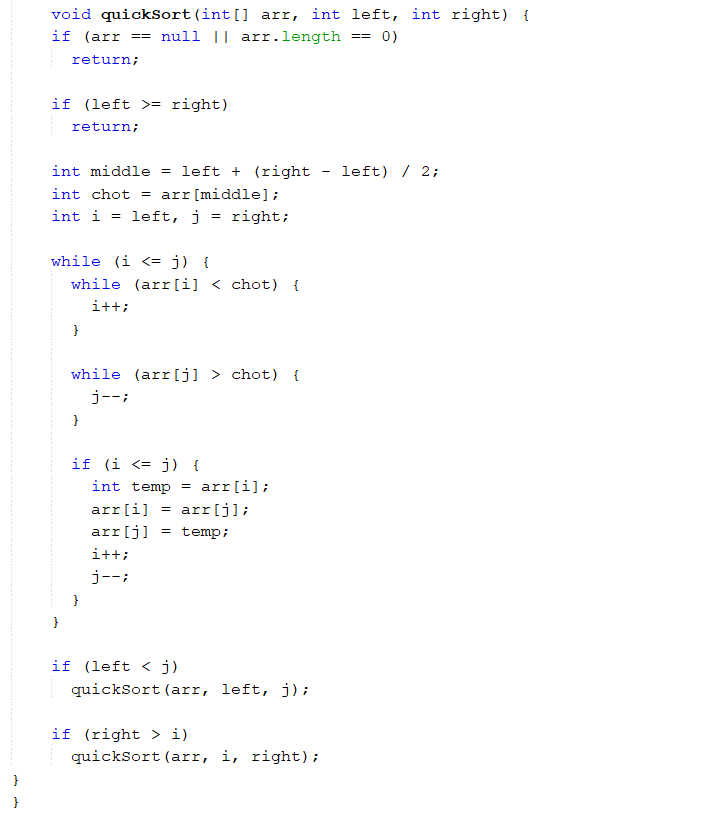 void quickSort(int[] arr, int left, int right) {
if (arr == null || arr.length == 0)
return;
if (left >= right)
return;
int middle = left + (right - left) / 2;
int chot = arr[middle];
int i = left, j = right;
while (i <= j) {
while (arr[i] < chot) {
i++;
}
while (arr[j] > chot) {
j--;
}
if (i <= j) {
int temp = arr[i];
arr[i] = arr[j];
arr[j] = temp;
i++;
j--;
}
}
if (left < j)
quickSort(arr, left, j);
if (right > i)
quickSort(arr, i, right);
}
}